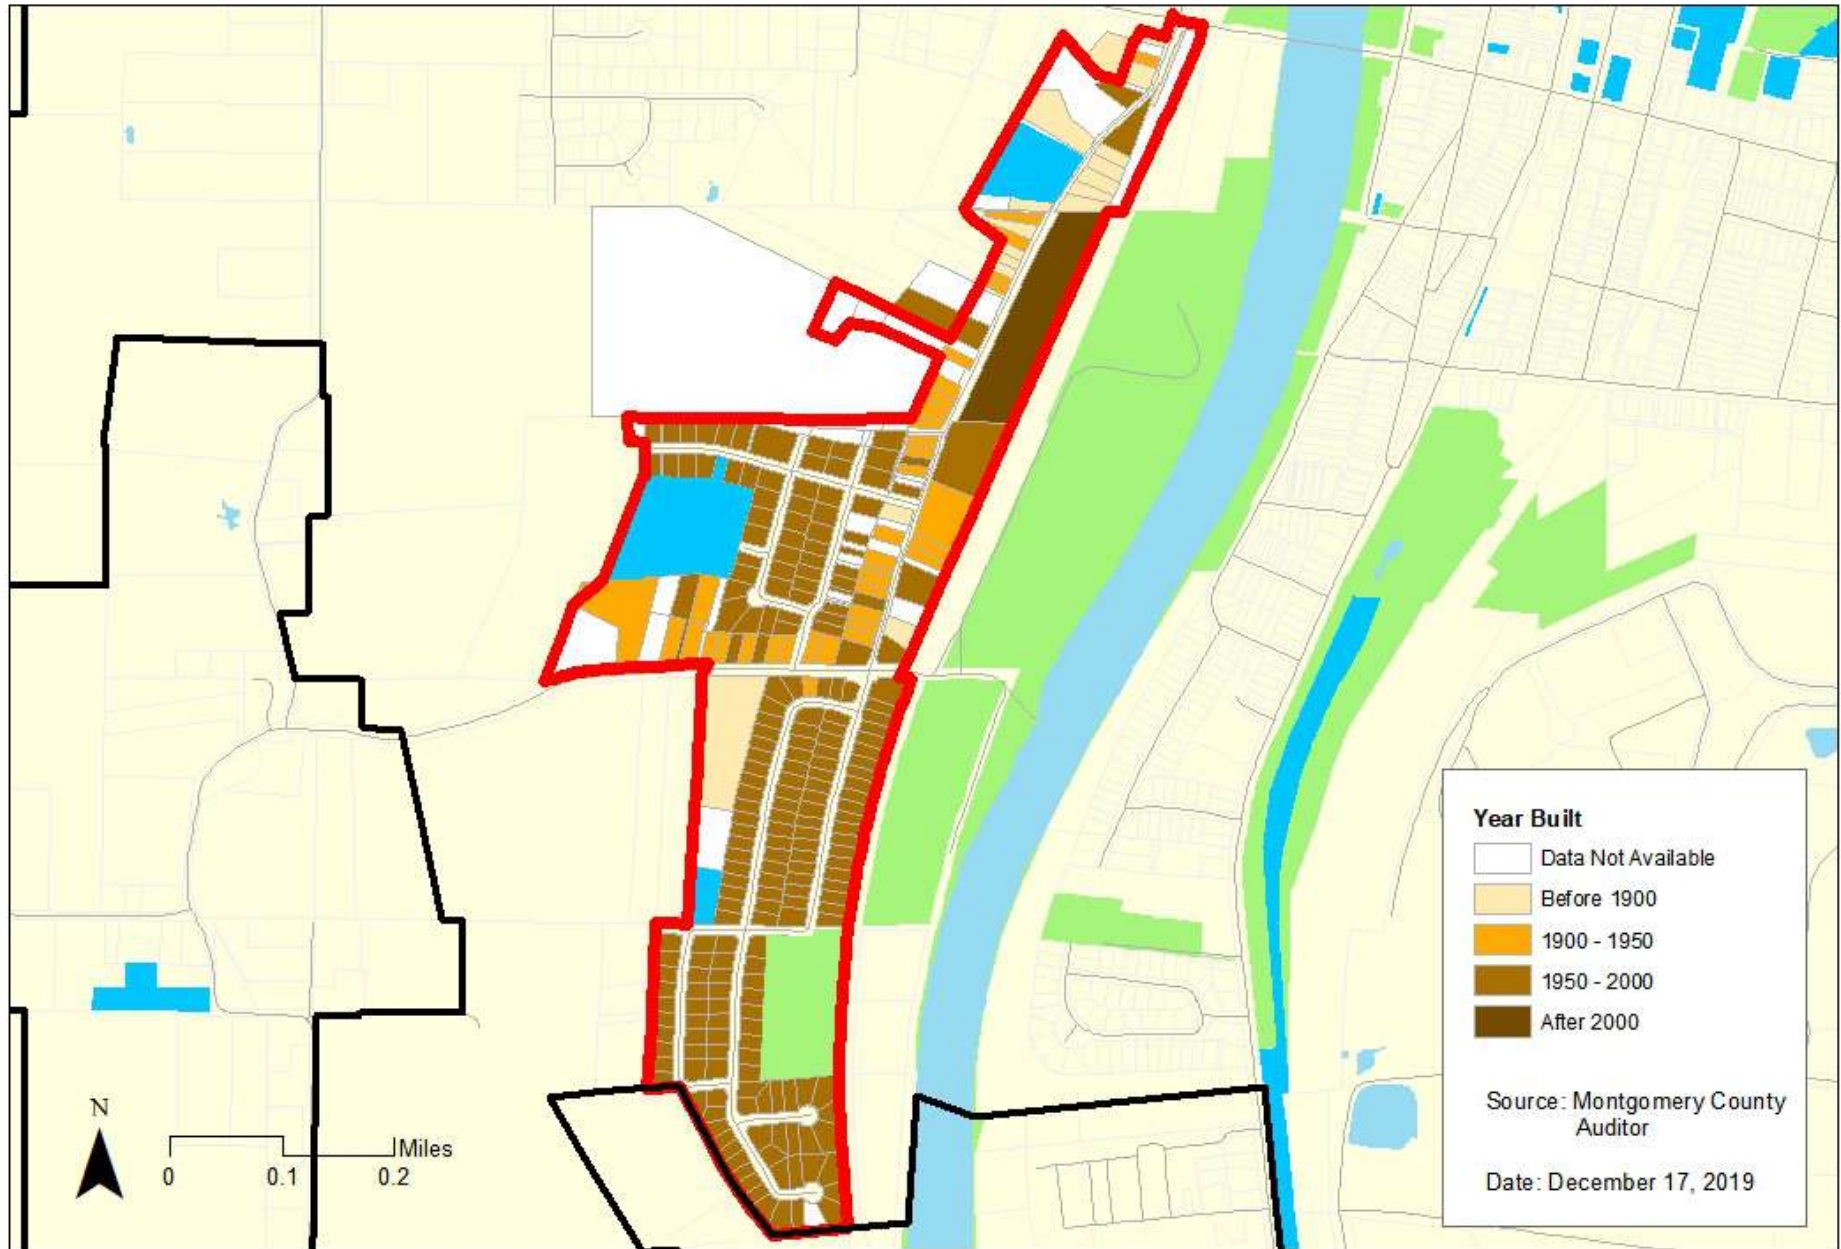 Year Built
Data Not Available
Before 1900
1900 - 1950
1950 - 2000
After 2000
Source: Montgomery County
Auditor
Date: December 17, 2019
N
Miles
0 0.1 0.2